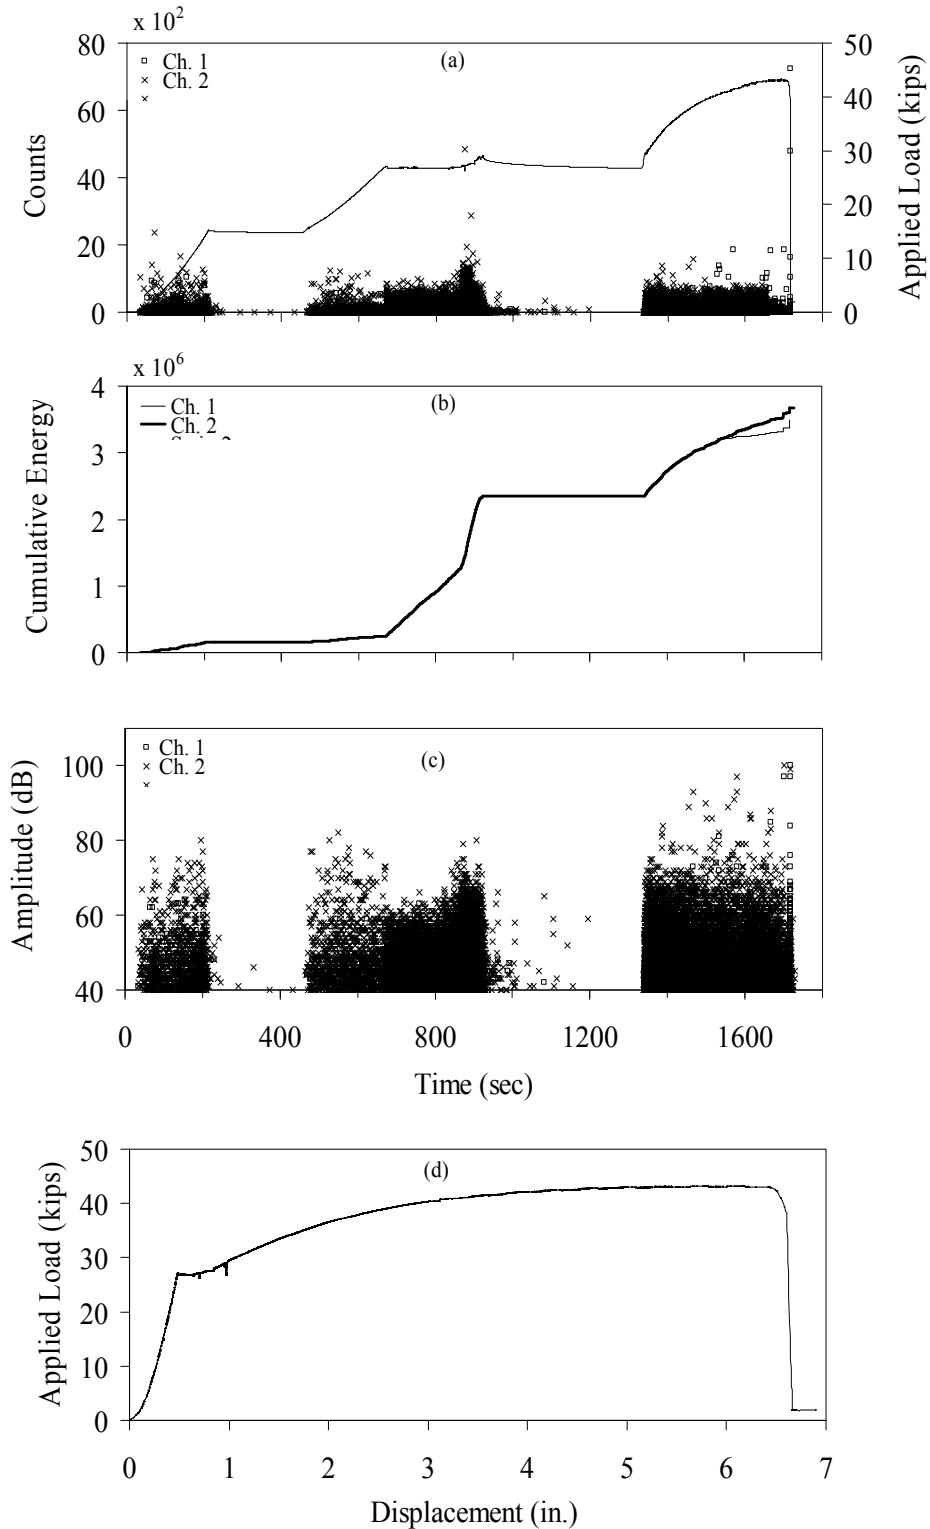 x 10²
80
60
40
20
0
Counts
Ch. 1
Ch. 2
(a)
50
40
30
20
10
0
Applied Load (kips)
x 10⁶
4
3
2
1
0
Cumulative Energy
Ch. 1
Ch. 2
(b)
100
80
60
40
Amplitude (dB)
Ch. 1
Ch. 2
(c)
0 400 800 1200 1600
Time (sec)
50
40
30
20
10
0
Applied Load (kips)
(d)
0 1 2 3 4 5 6 7
Displacement (in.)